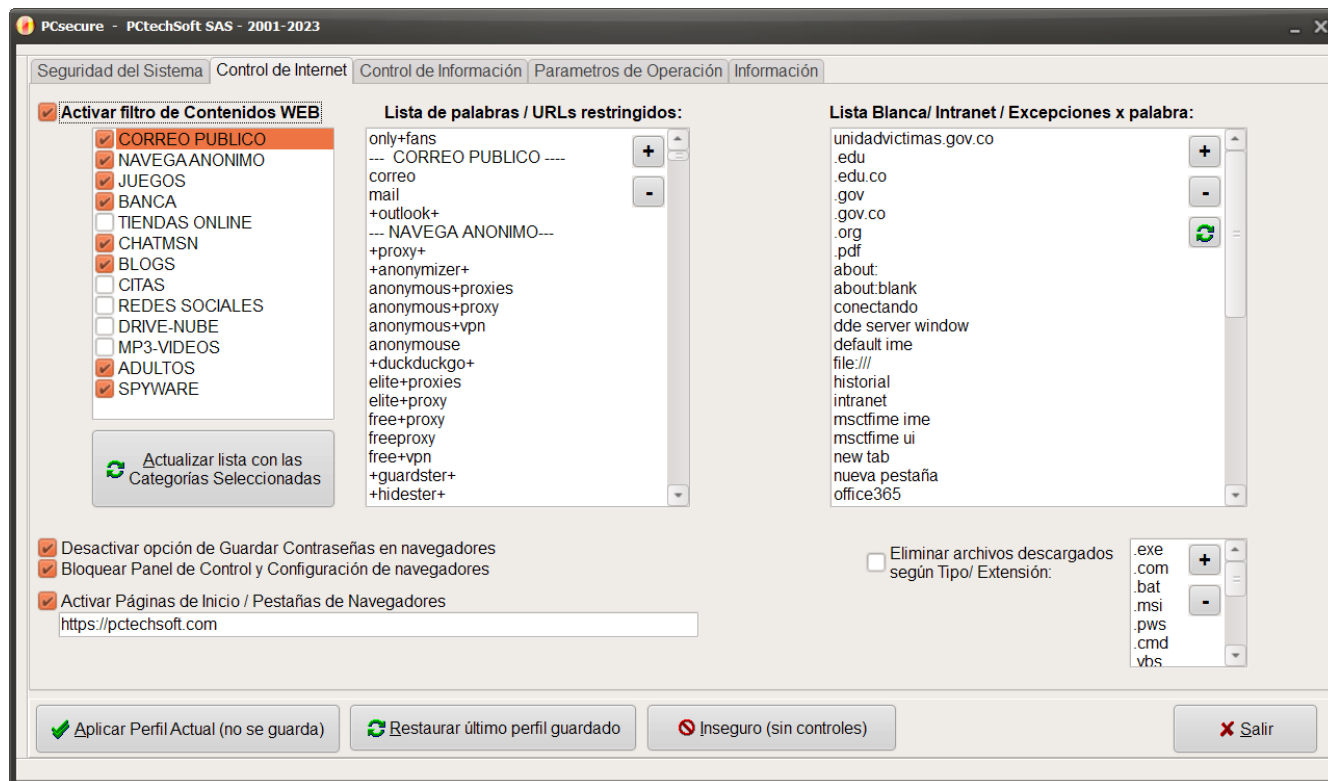 PCsecure - PCtechSoft SAS - 2001-2023
Seguridad del Sistema
Control de Internet
Control de Información
Parametros de Operación
Información
Activar filtro de Contenidos WEB
CORREO PUBLICO
NAVEGA ANONIMO
JUEGOS
BANCA
TIENDAS ONLINE
CHATMSN
BLOGS
CITAS
REDES SOCIALES
DRIVE-NUBE
MP3-VIDEOS
ADULTOS
SPYWARE
Actualizar lista con las
Categorías Seleccionadas
Lista de palabras / URLs restringidos:
only+fans
--- CORREO PUBLICO ----
correo
mail
+outlook+
--- NAVEGA ANONIMO---
+proxy+
+anonymizer+
anonymous+proxies
anonymous+proxy
anonymous+vpn
anonymouse
+duckduckgo+
elite+proxies
elite+proxy
free+proxy
freeproxy
free+vpn
+guardster+
+hidester+
+
-
Lista Blanca/ Intranet / Excepciones x palabra:
unidadvictimas.gov.co
.edu
.edu.co
.gov
.gov.co
.org
.pdf
about:
about:blank
conectando
dde server window
default ime
file:///
historial
intranet
msctfime ime
msctfime ui
new tab
nueva pestaña
office365
+
-
Desactivar opción de Guardar Contraseñas en navegadores
Bloquear Panel de Control y Configuración de navegadores
Activar Páginas de Inicio / Pestañas de Navegadores
https://pctechsoft.com
Eliminar archivos descargados
según Tipo/ Extensión:
.exe
.com
.bat
.msi
.pws
.cmd
.vbs
+
-
Aplicar Perfil Actual (no se guarda)
Restaurar último perfil guardado
Inseguro (sin controles)
Salir